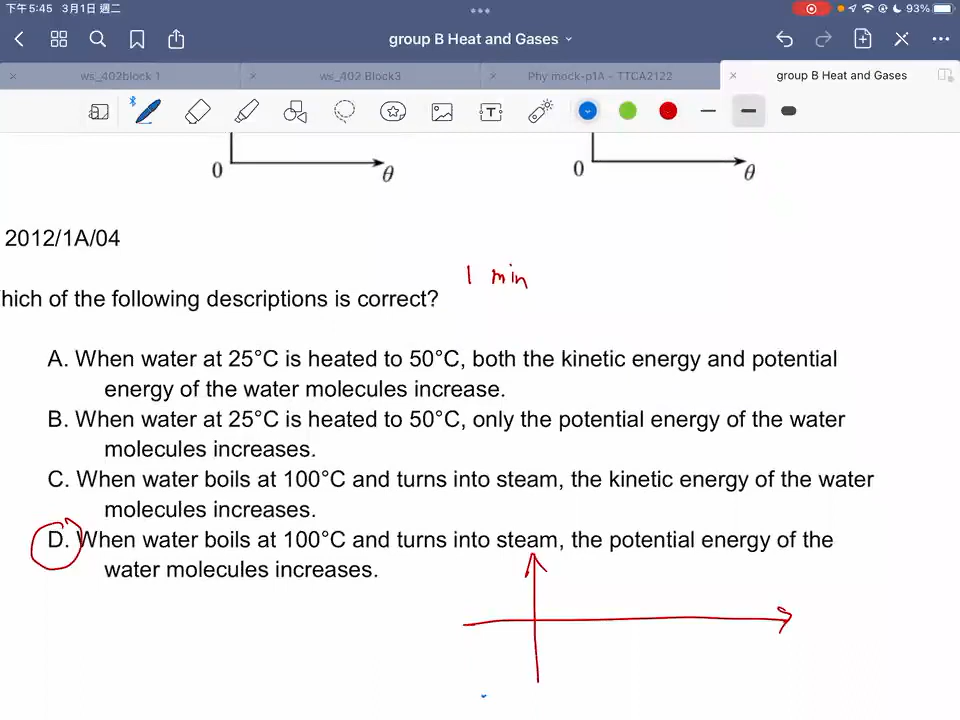 下午5:45 3月1日 週二
93%
group B Heat and Gases
ws_402block 1
ws_402 Block3
Phy mock-p1A - TTCA2122
group B Heat and Gases
T
0 θ
0 θ
2012/1A/04
1 min
hich of the following descriptions is correct?
A. When water at 25°C is heated to 50°C, both the kinetic energy and potential
energy of the water molecules increase.
B. When water at 25°C is heated to 50°C, only the potential energy of the water
molecules increases.
C. When water boils at 100°C and turns into steam, the kinetic energy of the water
molecules increases.
D. When water boils at 100°C and turns into steam, the potential energy of the
water molecules increases.